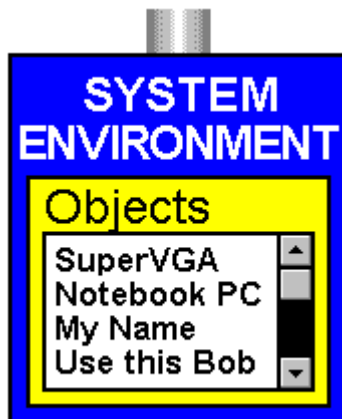 SYSTEM
ENVIRONMENT
Objects
SuperVGA
Notebook PC
My Name
Use this Bob